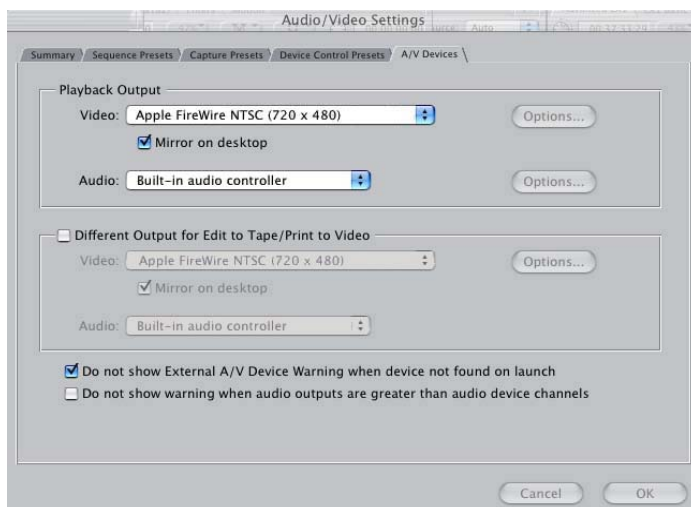 Audio/Video Settings
Summary Sequence Presets Capture Presets Device Control Presets A/V Devices
Playback Output
Video: Apple FireWire NTSC (720 x 480) Options...
Mirror on desktop
Audio: Built-in audio controller Options...
Different Output for Edit to Tape/Print to Video
Video: Apple FireWire NTSC (720 x 480) Options...
Mirror on desktop
Audio: Built-in audio controller
Do not show External A/V Device Warning when device not found on launch
Do not show warning when audio outputs are greater than audio device channels
Cancel OK